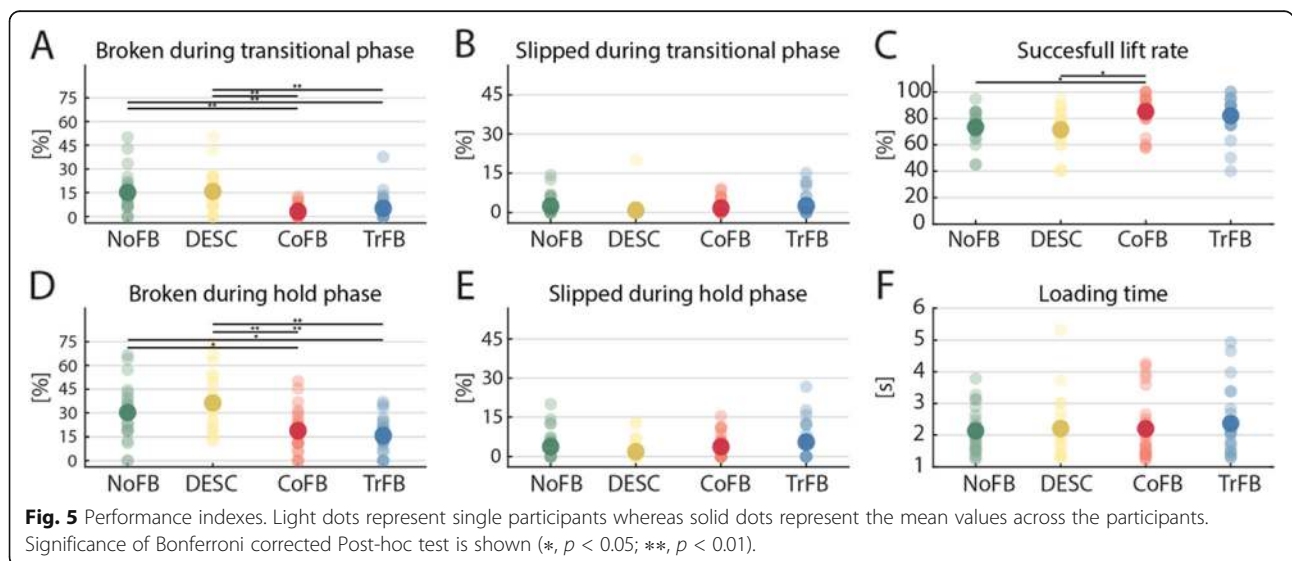 A Broken during transitional phase
[%]
75
60
45
30
15
0
** ** ** **
NoFB DESC CoFB TrFB
B Slipped during transitional phase
[%]
45
30
15
0
NoFB DESC CoFB TrFB
C Succesfull lift rate
[%]
100
80
60
40
20
0
* *
NoFB DESC CoFB TrFB
D Broken during hold phase
[%]
75
60
45
30
15
0
** ** ** * *
NoFB DESC CoFB TrFB
E Slipped during hold phase
[%]
45
30
15
0
NoFB DESC CoFB TrFB
F Loading time
[s]
6
5
4
3
2
1
NoFB DESC CoFB TrFB
Fig. 5 Performance indexes. Light dots represent single participants whereas solid dots represent the mean values across the participants.
Significance of Bonferroni corrected Post-hoc test is shown (*, p < 0.05; **, p < 0.01).